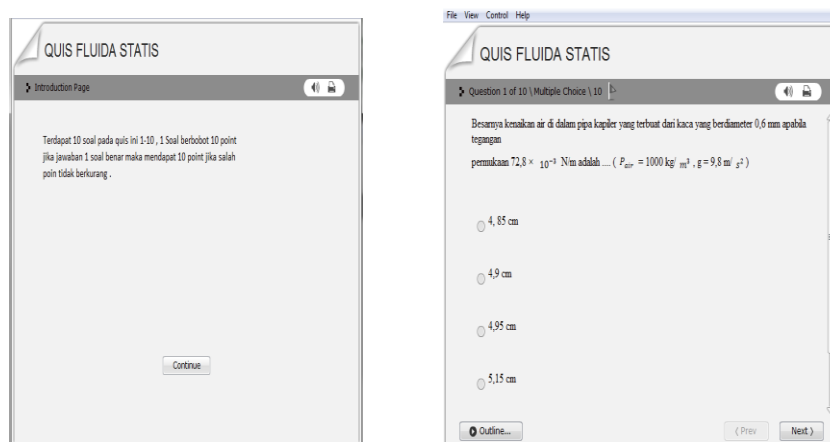 QUIS FLUIDA STATIS
Introduction Page
Terdapat 10 soal pada quis ini 1-10 , 1 Soal berbobot 10 point
jika jawaban 1 soal benar maka mendapat 10 point jika salah
poin tidak berkurang .
Continue
File View Control Help
QUIS FLUIDA STATIS
Question 1 of 10 \ Multiple Choice \ 10
Besarnya kenaikan air di dalam pipa kapiler yang terbuat dari kaca yang berdiameter 0,6 mm apabila
tegangan
permukaan 72,8 × 10⁻³ N/m adalah .... ( P_air = 1000 kg/ m³ , g = 9,8 m/ s² )
4, 85 cm
4,9 cm
4,95 cm
5,15 cm
Outline...
⟨ Prev
Next ⟩